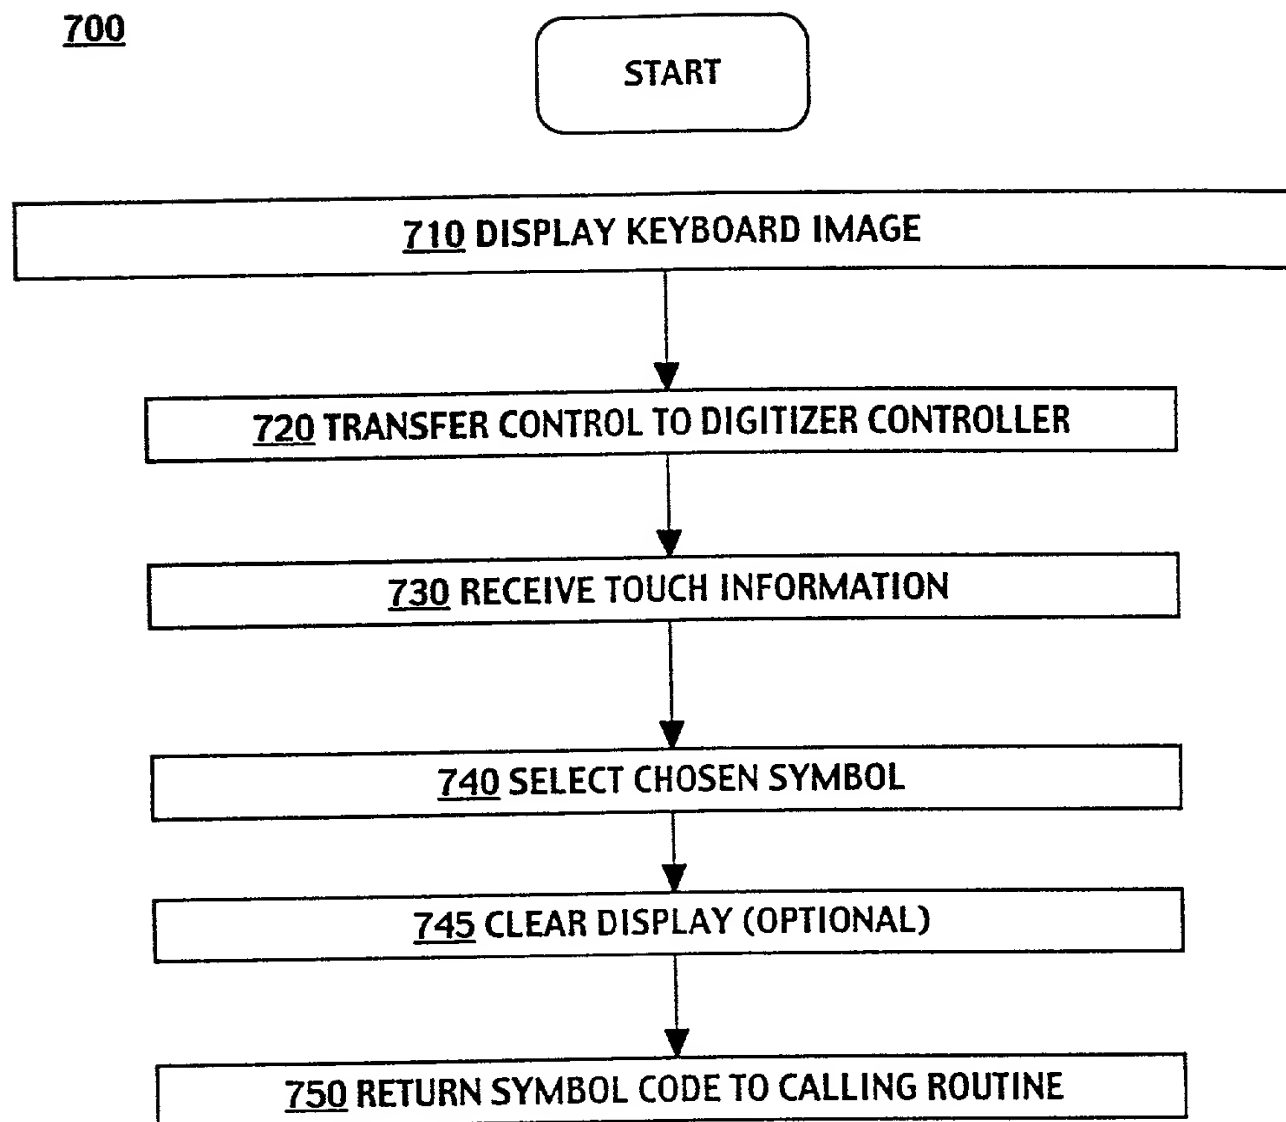 700
START
710 DISPLAY KEYBOARD IMAGE
720 TRANSFER CONTROL TO DIGITIZER CONTROLLER
730 RECEIVE TOUCH INFORMATION
740 SELECT CHOSEN SYMBOL
745 CLEAR DISPLAY (OPTIONAL)
750 RETURN SYMBOL CODE TO CALLING ROUTINE